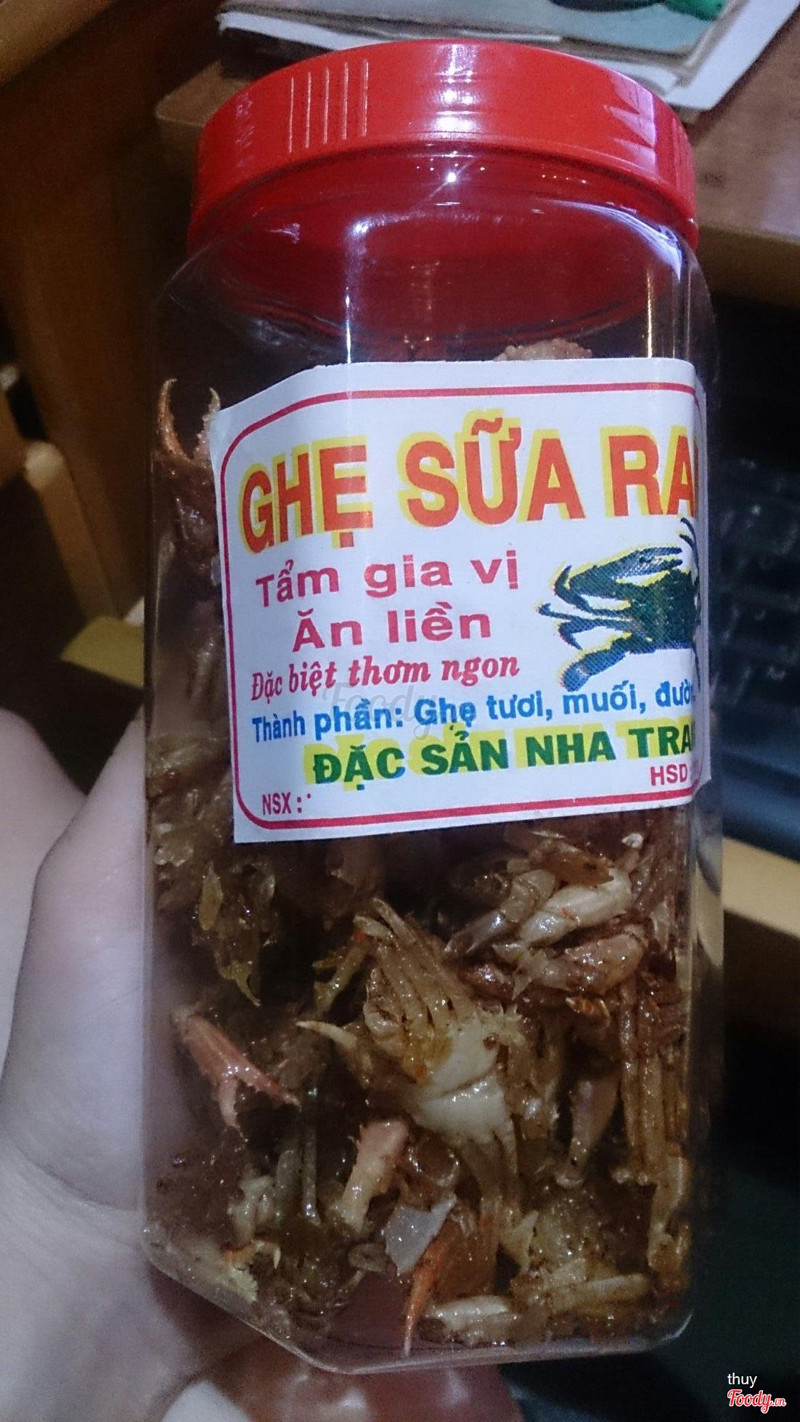 GHẸ SỮA RA
Tẩm gia vị
Ăn liền
Đặc biệt thơm ngon
Thành phần: Ghẹ tươi, muối, đườ
ĐẶC SẢN NHA TRA
HSD
NSX :
Foody
thuy
Foody.vn